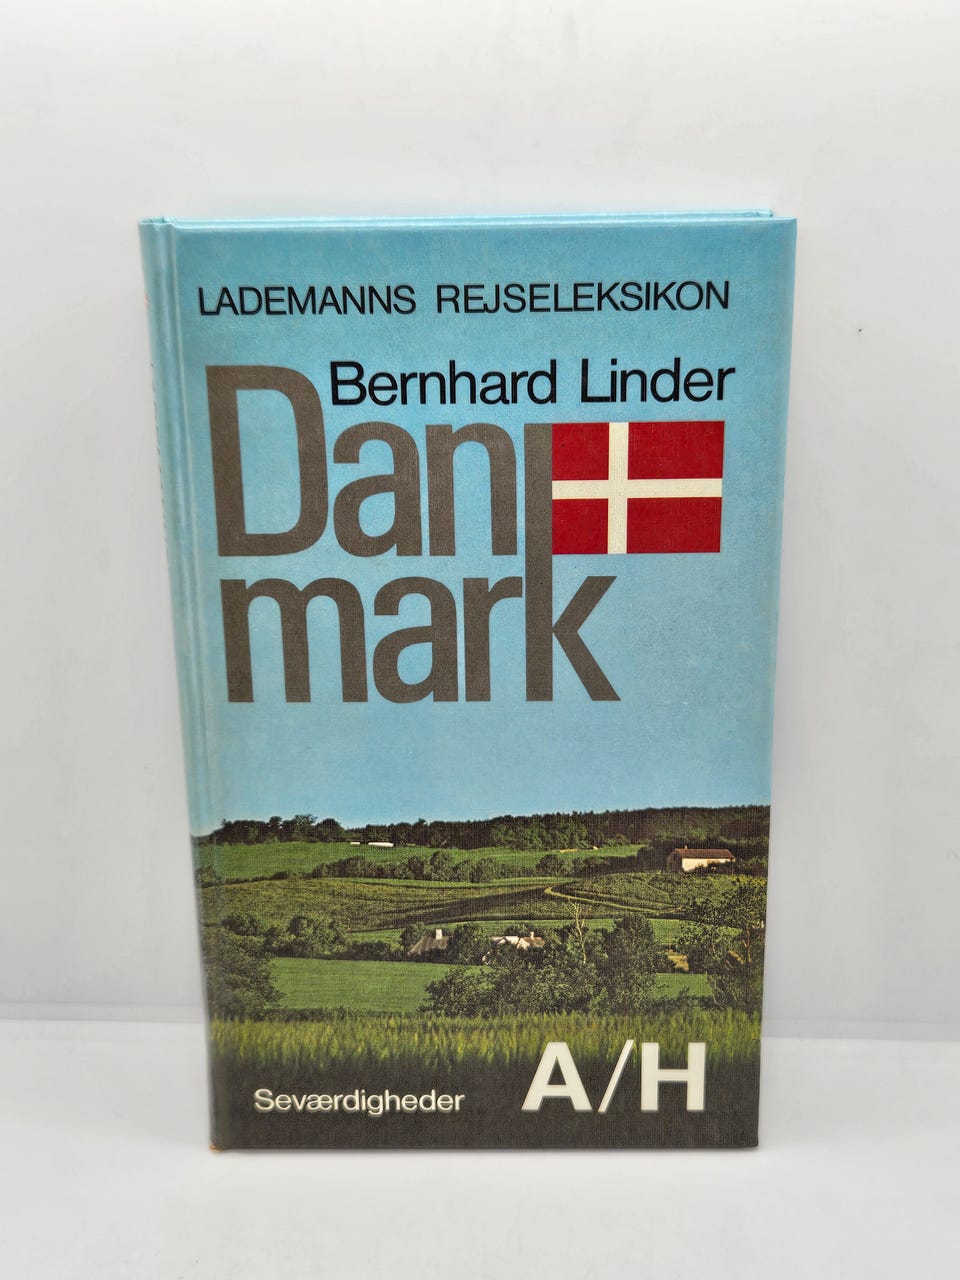 LADEMANNS REJSELEKSIKON
Bernhard Linder
Dan
mark
Seværdigheder
A/H